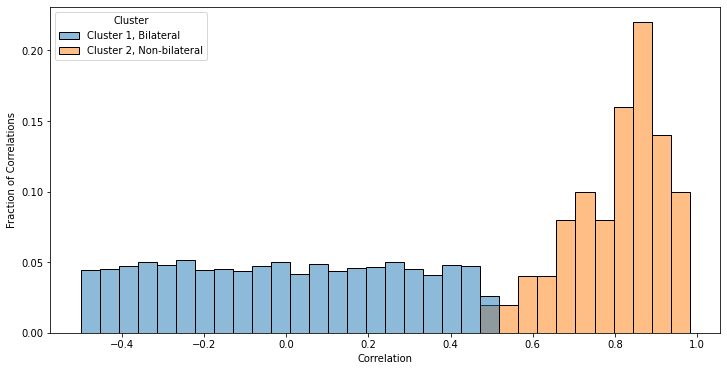 Cluster
Cluster 1, Bilateral
Cluster 2, Non-bilateral
Fraction of Correlations
0.20
0.15
0.10
0.05
0.00
−0.4 −0.2 0.0 0.2 0.4 0.6 0.8 1.0
Correlation